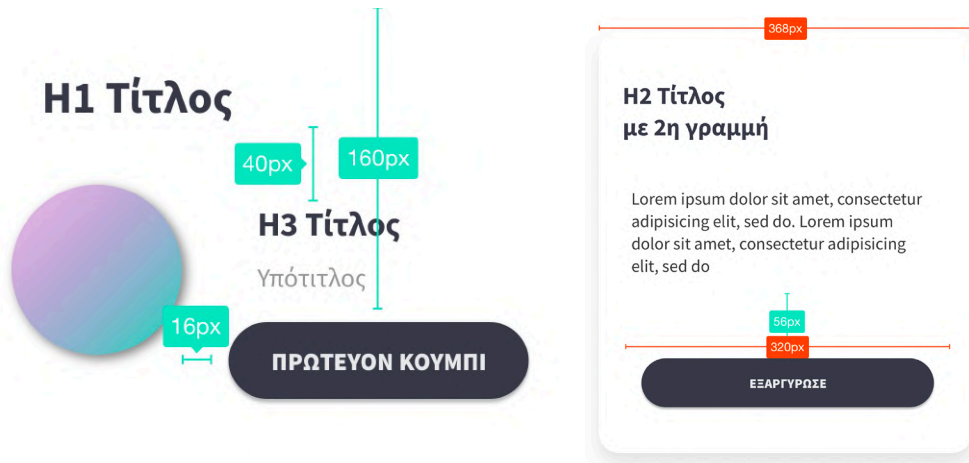 H1 Τίτλος
40px
160px
H3 Τίτλος
Υπότιτλος
16px
ΠΡΩΤΕΥΟΝ ΚΟΥΜΠΙ
368px
H2 Τίτλος
με 2η γραμμή
Lorem ipsum dolor sit amet, consectetur
adipisicing elit, sed do. Lorem ipsum
dolor sit amet, consectetur adipisicing
elit, sed do
56px
320px
ΕΞΑΡΓΥΡΩΣΕ